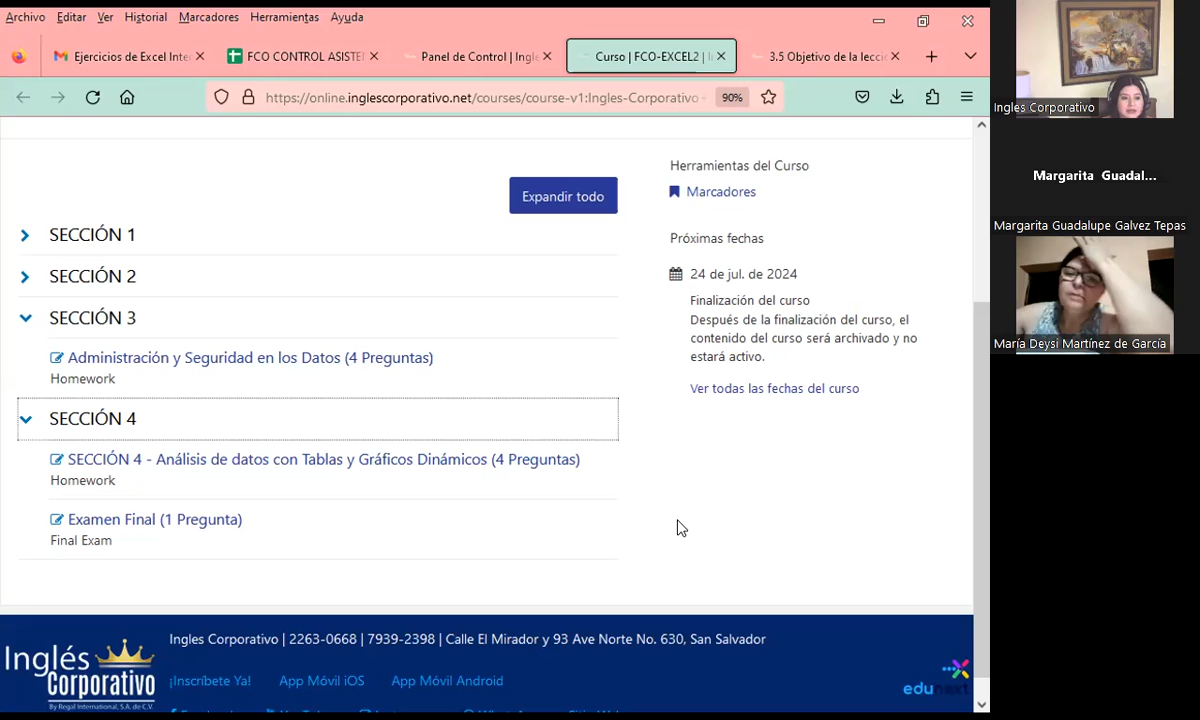 Archivo Editar Ver Historial Marcadores Herramientas Ayuda
Ejercicios de Excel Inte
FCO CONTROL ASISTE
Panel de Control | Ingle
Curso | FCO-EXCEL2 | I
3.5 Objetivo de la lecci
https://online.inglescorporativo.net/courses/course-v1:Ingles-Corporativo
90%
Expandir todo
SECCIÓN 1
SECCIÓN 2
SECCIÓN 3
Administración y Seguridad en los Datos (4 Preguntas)
Homework
SECCIÓN 4
SECCIÓN 4 - Análisis de datos con Tablas y Gráficos Dinámicos (4 Preguntas)
Homework
Examen Final (1 Pregunta)
Final Exam
Herramientas del Curso
Marcadores
Próximas fechas
24 de jul. de 2024
Finalización del curso
Después de la finalización del curso, el
contenido del curso será archivado y no
estará activo.
Ver todas las fechas del curso
Inglés
Corporativo
By Regal International, S.A. de C.V.
Ingles Corporativo | 2263-0668 | 7939-2398 | Calle El Mirador y 93 Ave Norte No. 630, San Salvador
¡Inscríbete Ya! App Móvil iOS App Móvil Android
edunext
Ingles Corporativo
Margarita Guadal...
Margarita Guadalupe Galvez Tepas
María Deysi Martínez de García